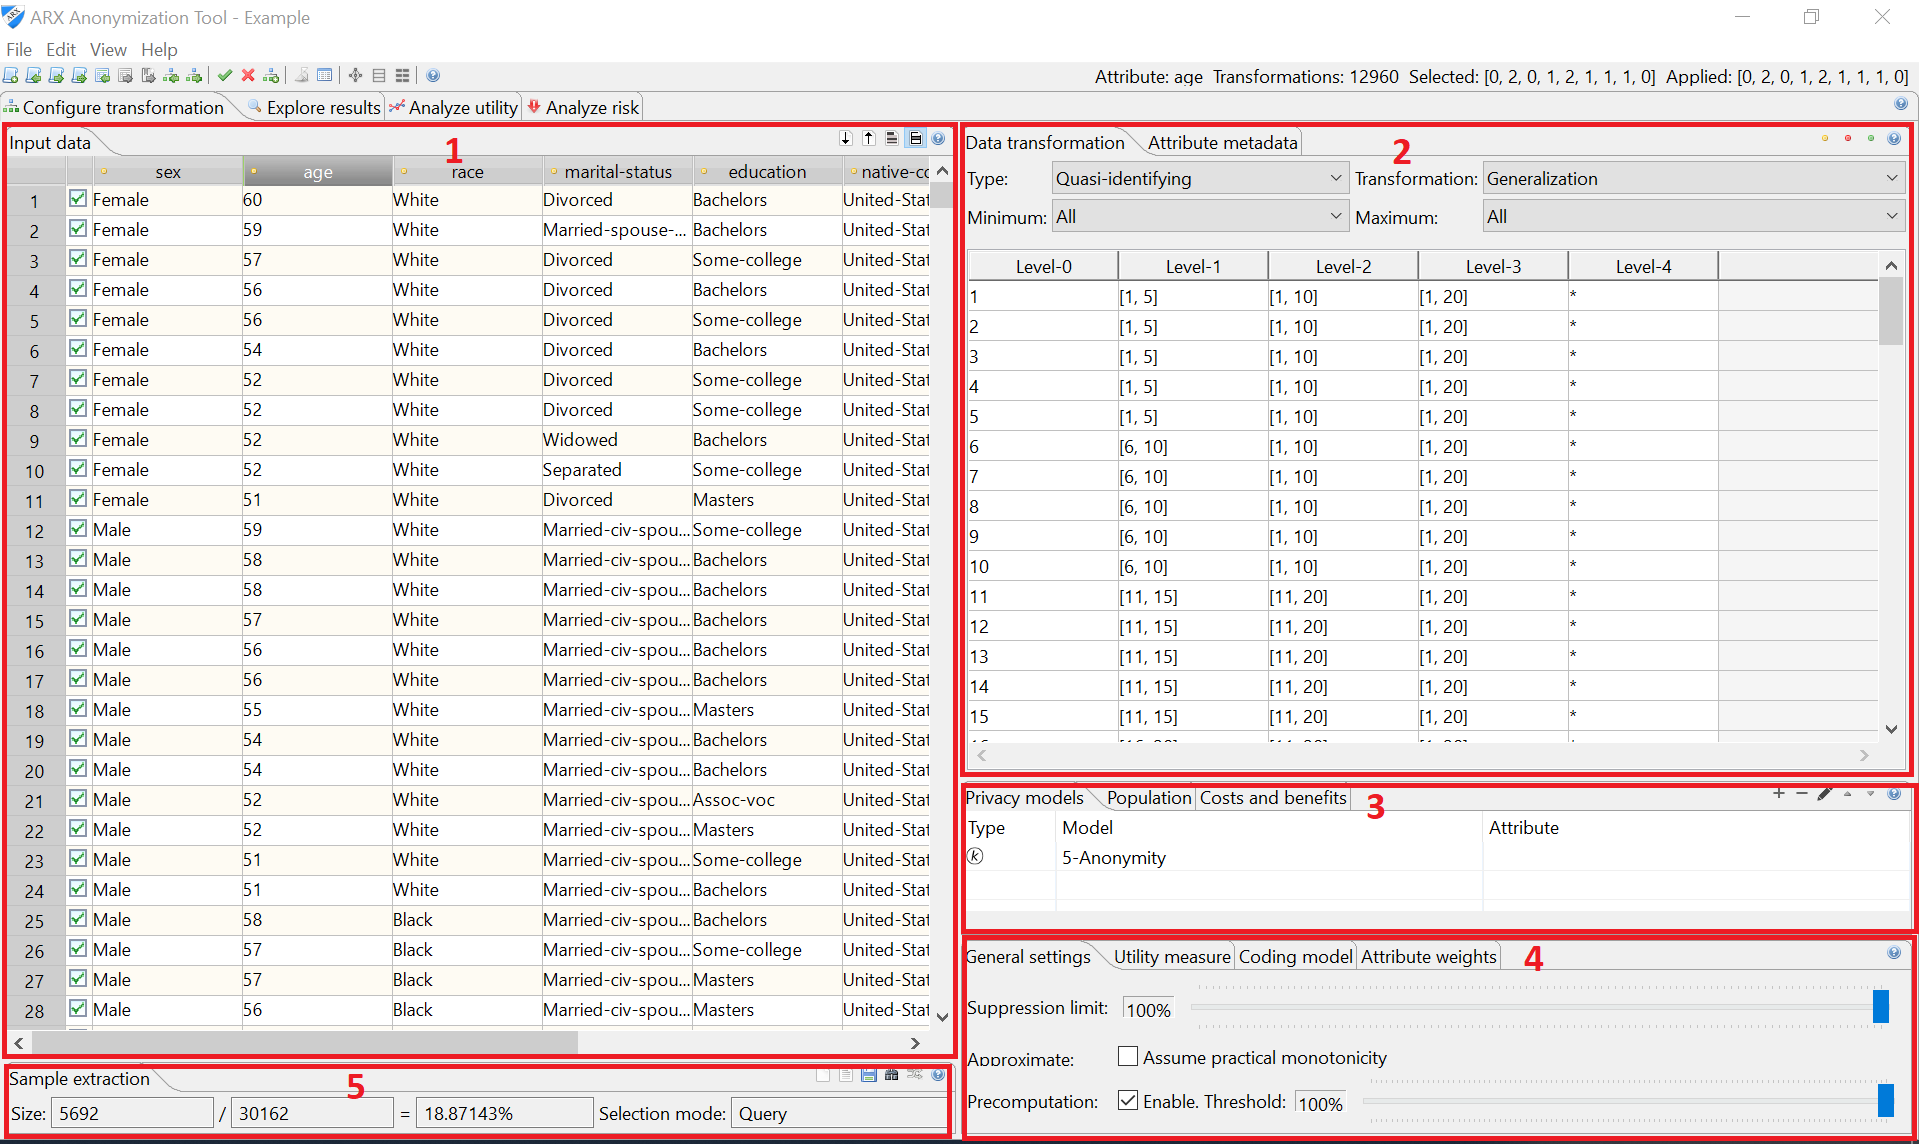 ARX Anonymization Tool - Example
File Edit View Help
Attribute: age Transformations: 12960 Selected: [0, 2, 0, 1, 2, 1, 1, 1, 0] Applied: [0, 2, 0, 1, 2, 1, 1, 1, 0]
Configure transformation Explore results Analyze utility Analyze risk
Input data 1
sex age race marital-status education native-co
1 Female 60 White Divorced Bachelors United-Stat
2 Female 59 White Married-spouse-... Bachelors United-Stat
3 Female 57 White Divorced Some-college United-Stat
4 Female 56 White Divorced Bachelors United-Stat
5 Female 56 White Divorced Some-college United-Stat
6 Female 54 White Divorced Bachelors United-Stat
7 Female 52 White Divorced Some-college United-Stat
8 Female 52 White Divorced Some-college United-Stat
9 Female 52 White Widowed Bachelors United-Stat
10 Female 52 White Separated Some-college United-Stat
11 Female 51 White Divorced Masters United-Stat
12 Male 59 White Married-civ-spou... Some-college United-Stat
13 Male 58 White Married-civ-spou... Bachelors United-Stat
14 Male 58 White Married-civ-spou... Bachelors United-Stat
15 Male 57 White Married-civ-spou... Bachelors United-Stat
16 Male 56 White Married-civ-spou... Bachelors United-Stat
17 Male 56 White Married-civ-spou... Bachelors United-Stat
18 Male 55 White Married-civ-spou... Masters United-Stat
19 Male 54 White Married-civ-spou... Bachelors United-Stat
20 Male 54 White Married-civ-spou... Bachelors United-Stat
21 Male 52 White Married-civ-spou... Assoc-voc United-Stat
22 Male 52 White Married-civ-spou... Masters United-Stat
23 Male 51 White Married-civ-spou... Some-college United-Stat
24 Male 51 White Married-civ-spou... Bachelors United-Stat
25 Male 58 Black Married-civ-spou... Bachelors United-Stat
26 Male 57 Black Married-civ-spou... Some-college United-Stat
27 Male 57 Black Married-civ-spou... Masters United-Stat
28 Male 56 Black Married-civ-spou... Masters United-Stat
Sample extraction 5
Size: 5692 / 30162 = 18.87143% Selection mode: Query
Data transformation Attribute metadata 2
Type: Quasi-identifying Transformation: Generalization
Minimum: All Maximum: All
Level-0 Level-1 Level-2 Level-3 Level-4
1 [1, 5] [1, 10] [1, 20] *
2 [1, 5] [1, 10] [1, 20] *
3 [1, 5] [1, 10] [1, 20] *
4 [1, 5] [1, 10] [1, 20] *
5 [1, 5] [1, 10] [1, 20] *
6 [6, 10] [1, 10] [1, 20] *
7 [6, 10] [1, 10] [1, 20] *
8 [6, 10] [1, 10] [1, 20] *
9 [6, 10] [1, 10] [1, 20] *
10 [6, 10] [1, 10] [1, 20] *
11 [11, 15] [11, 20] [1, 20] *
12 [11, 15] [11, 20] [1, 20] *
13 [11, 15] [11, 20] [1, 20] *
14 [11, 15] [11, 20] [1, 20] *
15 [11, 15] [11, 20] [1, 20] *
Privacy models Population Costs and benefits 3
Type Model Attribute
k 5-Anonymity
General settings Utility measure Coding model Attribute weights 4
Suppression limit: 100%
Approximate: Assume practical monotonicity
Precomputation: Enable. Threshold: 100%